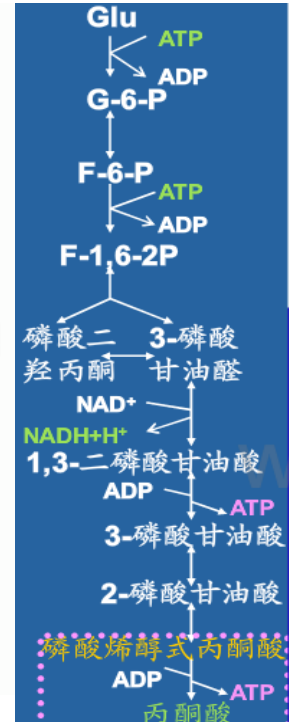 Glu
ATP
ADP
G-6-P
F-6-P
ATP
ADP
F-1,6-2P
磷酸二羟丙酮
3-磷酸甘油醛
NAD⁺
NADH+H⁺
1,3-二磷酸甘油酸
ADP
ATP
3-磷酸甘油酸
2-磷酸甘油酸
磷酸烯醇式丙酮酸
ADP
ATP
丙酮酸